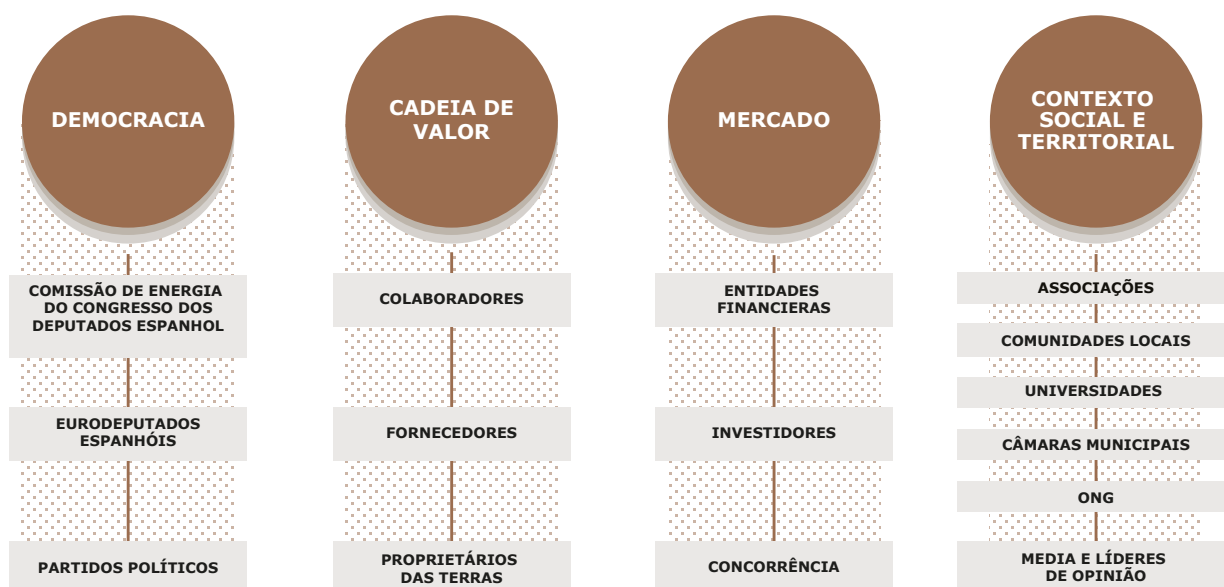 DEMOCRACIA
COMISSÃO DE ENERGIA
DO CONGRESSO DOS
DEPUTADOS ESPANHOL
EURODEPUTADOS
ESPANHÓIS
PARTIDOS POLÍTICOS
CADEIA DE
VALOR
COLABORADORES
FORNECEDORES
PROPRIETÁRIOS
DAS TERRAS
MERCADO
ENTIDADES
FINANCIERAS
INVESTIDORES
CONCORRÊNCIA
CONTEXTO
SOCIAL E
TERRITORIAL
ASSOCIAÇÕES
COMUNIDADES LOCAIS
UNIVERSIDADES
CÂMARAS MUNICIPAIS
ONG
MEDIA E LÍDERES
DE OPINIÃO